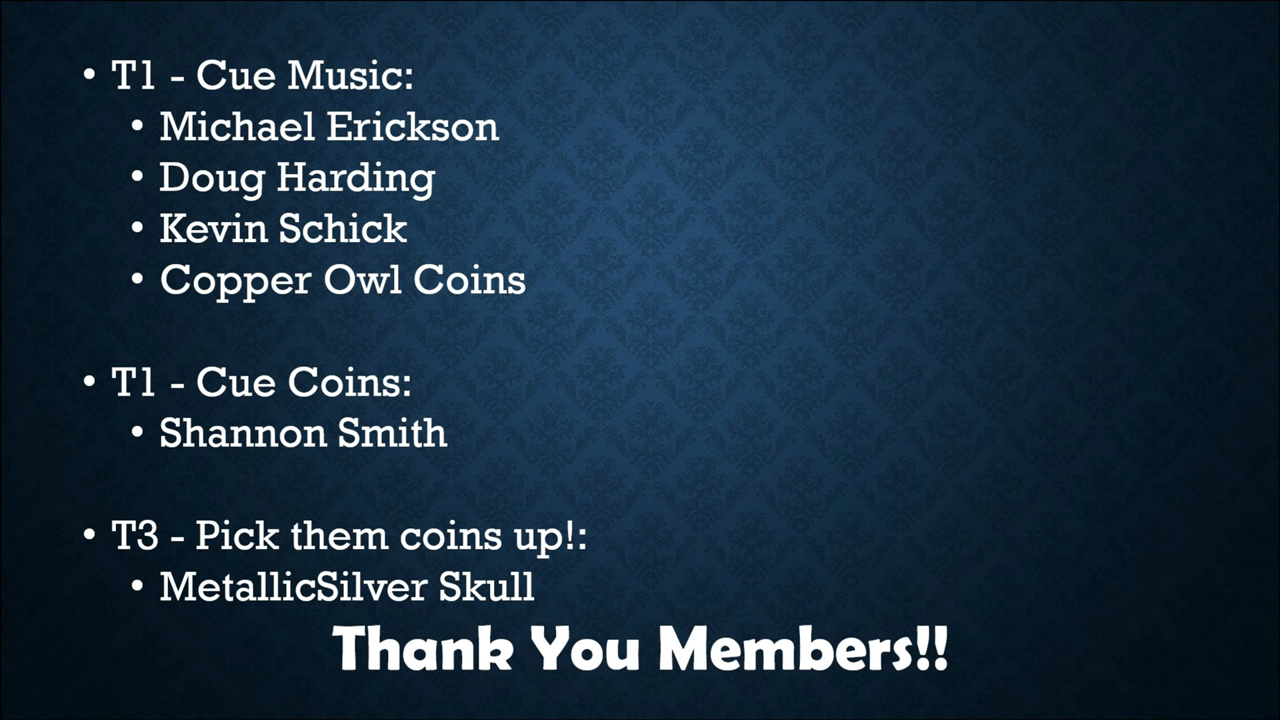 • T1 - Cue Music:
• Michael Erickson
• Doug Harding
• Kevin Schick
• Copper Owl Coins
• T1 - Cue Coins:
• Shannon Smith
• T3 - Pick them coins up!:
• MetallicSilver Skull
Thank You Members!!